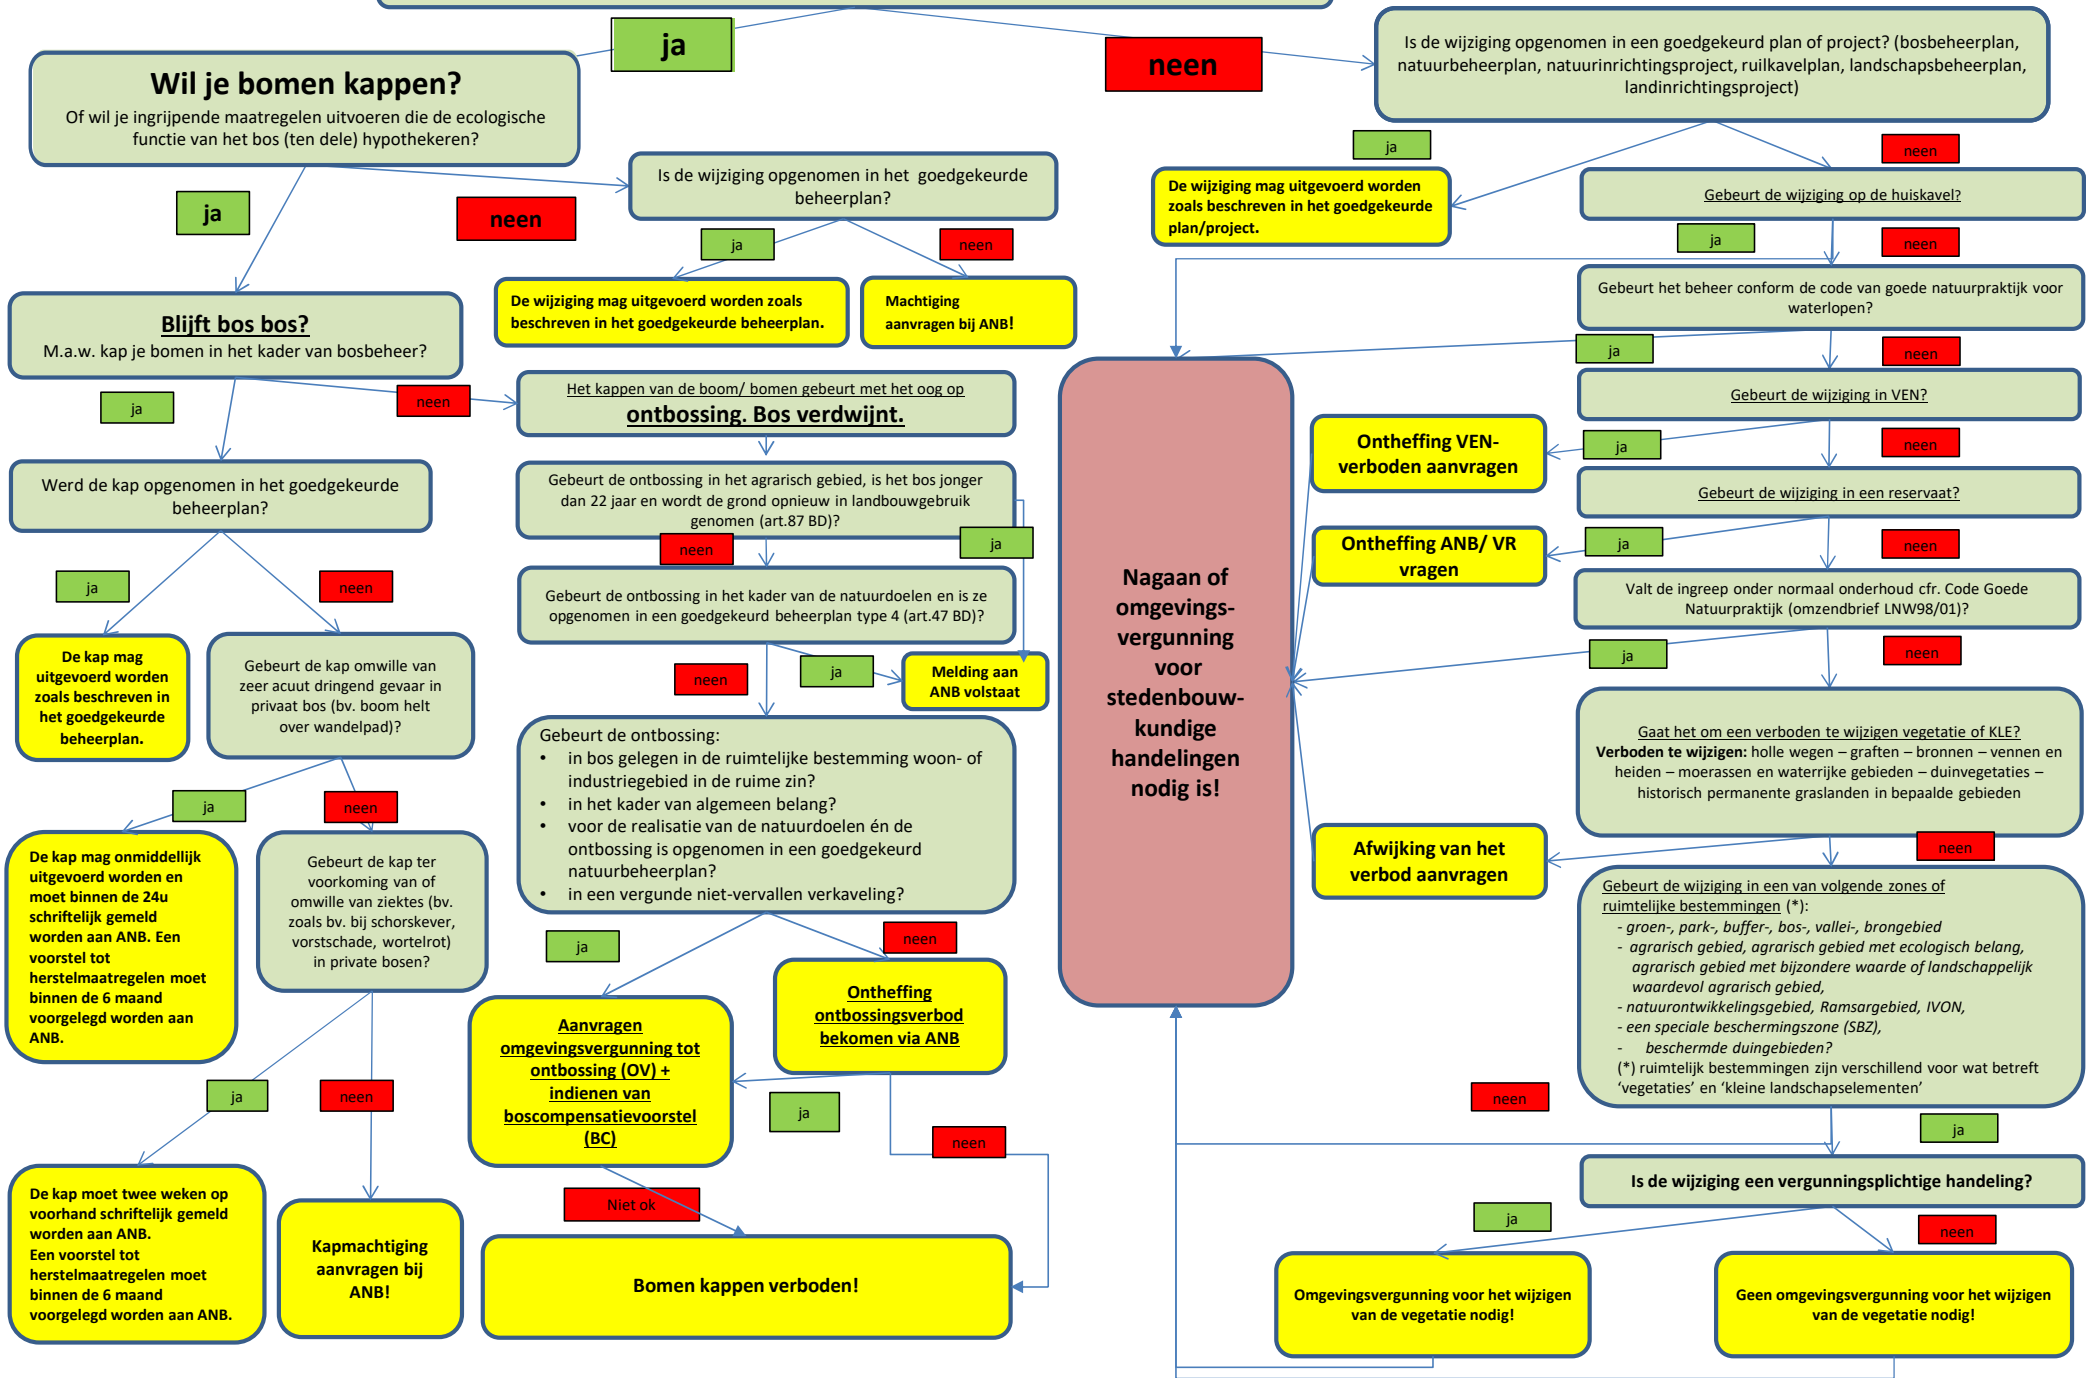 ja
neen
Wil je bomen kappen?
Of wil je ingrijpende maatregelen uitvoeren die de ecologische
functie van het bos (ten dele) hypothekeren?
Is de wijziging opgenomen in een goedgekeurd plan of project? (bosbeheerplan,
natuurbeheerplan, natuurinrichtingsproject, ruilkavelplan, landschapsbeheerplan,
landinrichtingsproject)
ja
neen
Is de wijziging opgenomen in het goedgekeurde
beheerplan?
ja
neen
De wijziging mag uitgevoerd worden zoals
beschreven in het goedgekeurde beheerplan.
Machtiging
aanvragen bij ANB!
Blijft bos bos?
M.a.w. kap je bomen in het kader van bosbeheer?
ja
neen
Werd de kap opgenomen in het goedgekeurde
beheerplan?
ja
neen
De kap mag
uitgevoerd worden
zoals beschreven in
het goedgekeurde
beheerplan.
Gebeurt de kap omwille van
zeer acuut dringend gevaar in
privaat bos (bv. boom helt
over wandelpad)?
ja
neen
De kap mag onmiddellijk
uitgevoerd worden en
moet binnen de 24u
schriftelijk gemeld
worden aan ANB. Een
voorstel tot
herstelmaatregelen moet
binnen de 6 maand
voorgelegd worden aan
ANB.
Gebeurt de kap ter
voorkoming van of
omwille van ziektes (bv.
zoals bv. bij schorskever,
vorstschade, wortelrot)
in private bosen?
ja
neen
De kap moet twee weken op
voorhand schriftelijk gemeld
worden aan ANB.
Een voorstel tot
herstelmaatregelen moet
binnen de 6 maand
voorgelegd worden aan ANB.
Kapmachtiging
aanvragen bij
ANB!
Het kappen van de boom/ bomen gebeurt met het oog op
ontbossing. Bos verdwijnt.
Gebeurt de ontbossing in het agrarisch gebied, is het bos jonger
dan 22 jaar en wordt de grond opnieuw in landbouwgebruik
genomen (art.87 BD)?
neen
ja
Gebeurt de ontbossing in het kader van de natuurdoelen en is ze
opgenomen in een goedgekeurd beheerplan type 4 (art.47 BD)?
neen
ja
Melding aan
ANB volstaat
Gebeurt de ontbossing:
• in bos gelegen in de ruimtelijke bestemming woon- of
industriegebied in de ruime zin?
• in het kader van algemeen belang?
• voor de realisatie van de natuurdoelen én de
ontbossing is opgenomen in een goedgekeurd
natuurbeheerplan?
• in een vergunde niet-vervallen verkaveling?
ja
neen
Ontheffing
ontbossingsverbod
bekomen via ANB
Aanvragen
omgevingsvergunning tot
ontbossing (OV) +
indienen van
boscompensatievoorstel
(BC)
ja
neen
Niet ok
Bomen kappen verboden!
ja
neen
De wijziging mag uitgevoerd worden
zoals beschreven in het goedgekeurde
plan/project.
Gebeurt de wijziging op de huiskavel?
ja
neen
Gebeurt het beheer conform de code van goede natuurpraktijk voor
waterlopen?
ja
neen
Gebeurt de wijziging in VEN?
ja
neen
Ontheffing VEN-
verboden aanvragen
Gebeurt de wijziging in een reservaat?
ja
neen
Ontheffing ANB/ VR
vragen
Valt de ingreep onder normaal onderhoud cfr. Code Goede
Natuurpraktijk (omzendbrief LNW98/01)?
ja
neen
Nagaan of
omgevings-
vergunning
voor
stedenbouw-
kundige
handelingen
nodig is!
Gaat het om een verboden te wijzigen vegetatie of KLE?
Verboden te wijzigen: holle wegen – graften – bronnen – vennen en
heiden – moerassen en waterrijke gebieden – duinvegetaties –
historisch permanente graslanden in bepaalde gebieden
neen
Afwijking van het
verbod aanvragen
Gebeurt de wijziging in een van volgende zones of
ruimtelijke bestemmingen (*):
- groen-, park-, buffer-, bos-, vallei-, brongebied
- agrarisch gebied, agrarisch gebied met ecologisch belang,
agrarisch gebied met bijzondere waarde of landschappelijk
waardevol agrarisch gebied,
- natuurontwikkelingsgebied, Ramsargebied, IVON,
- een speciale beschermingszone (SBZ),
- beschermde duingebieden?
(*) ruimtelijk bestemmingen zijn verschillend voor wat betreft
‘vegetaties’ en ‘kleine landschapselementen’
neen
ja
Is de wijziging een vergunningsplichtige handeling?
ja
neen
Omgevingsvergunning voor het wijzigen
van de vegetatie nodig!
Geen omgevingsvergunning voor het wijzigen
van de vegetatie nodig!